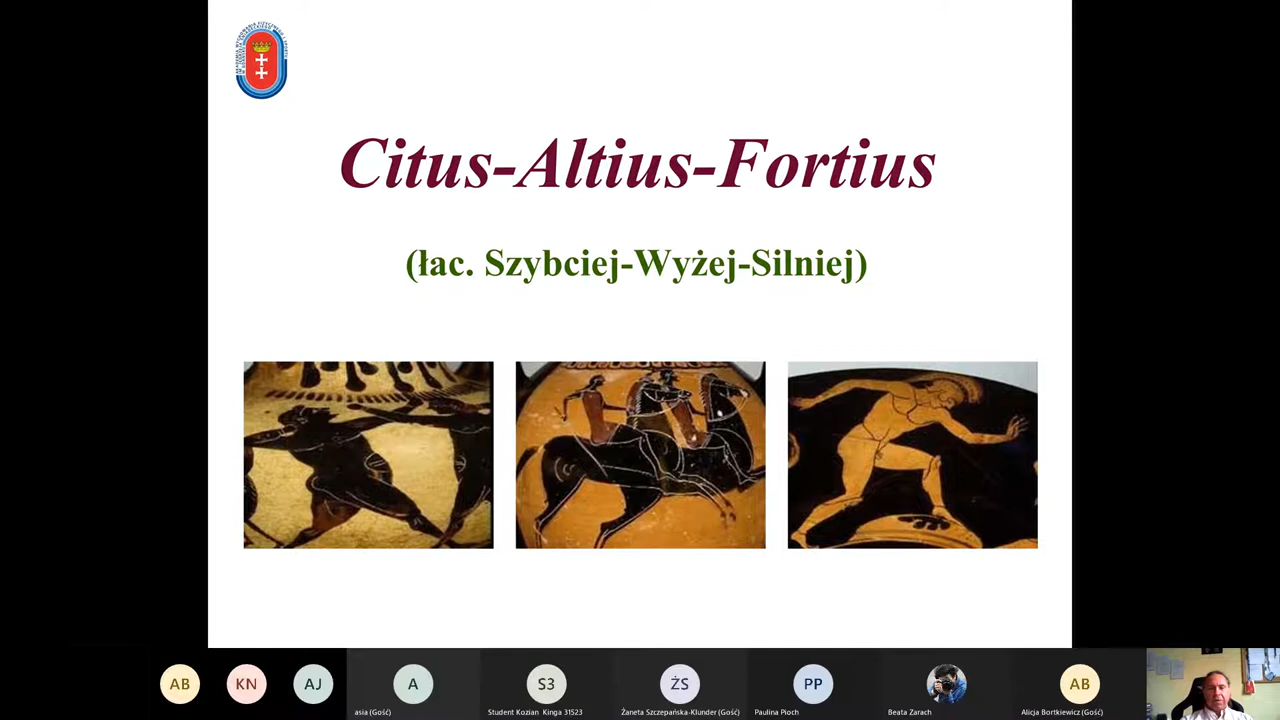 Citus-Altius-Fortius
(łac. Szybciej-Wyżej-Silniej)
AB
KN
AJ
A
S3
ŻS
PP
AB
asia (Gość)
Student Kozian Kinga 31523
Żaneta Szczepańska-Klunder (Gość)
Paulina Pioch
Beata Zarach
Alicja Bortkiewicz (Gość)